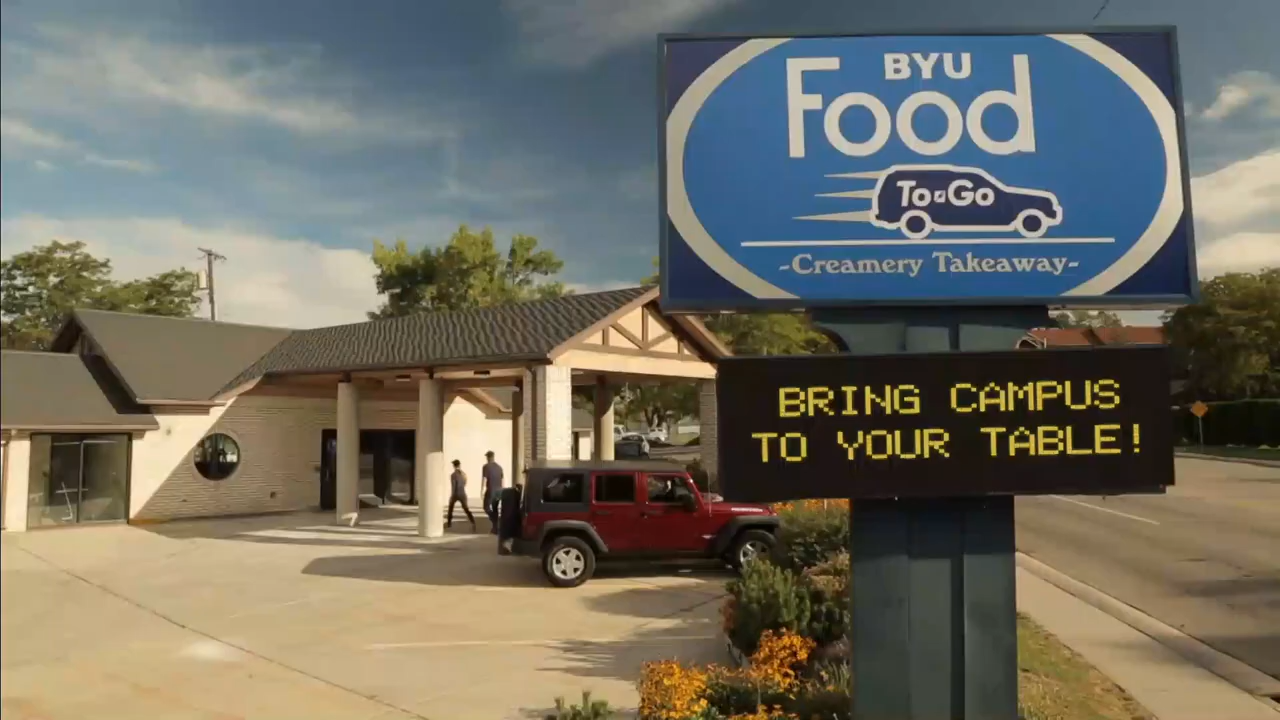 BYU
Food
To Go
-Creamery Takeaway-
BRING CAMPUS
TO YOUR TABLE!